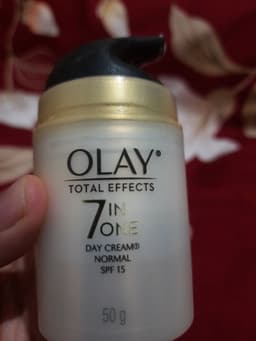 OLAY®
TOTAL EFFECTS
7 IN
ONE
DAY CREAM®
NORMAL
SPF 15
50 g